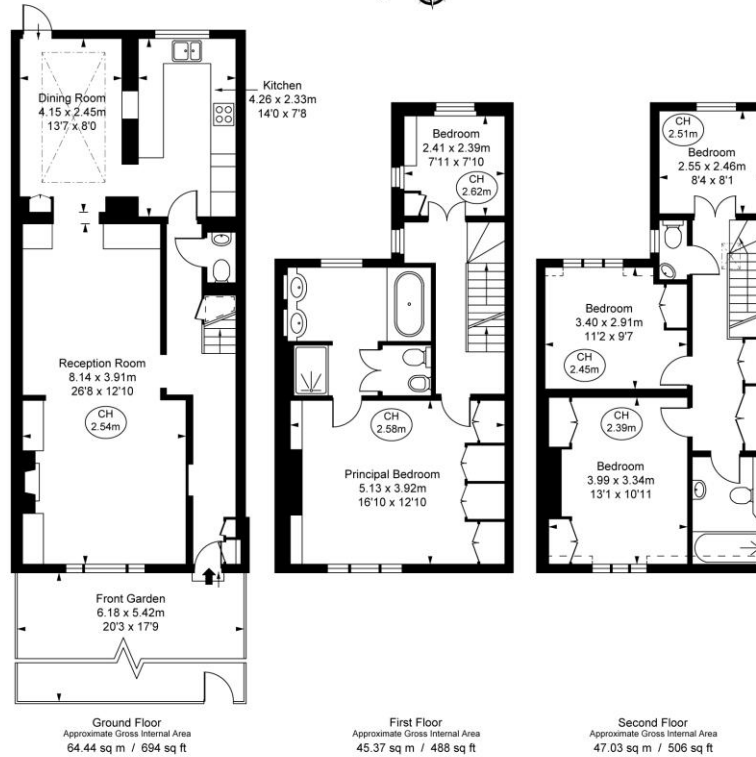 Dining Room
4.15 x 2.45m
13'7 x 8'0
Kitchen
4.26 x 2.33m
14'0 x 7'8
Reception Room
8.14 x 3.91m
26'8 x 12'10
CH
2.54m
Front Garden
6.18 x 5.42m
20'3 x 17'9
Ground Floor
Approximate Gross Internal Area
64.44 sq m / 694 sq ft
Bedroom
2.41 x 2.39m
7'11 x 7'10
CH
2.62m
CH
2.58m
Principal Bedroom
5.13 x 3.92m
16'10 x 12'10
First Floor
Approximate Gross Internal Area
45.37 sq m / 488 sq ft
CH
2.51m
Bedroom
2.55 x 2.46m
8'4 x 8'1
Bedroom
3.40 x 2.91m
11'2 x 9'7
CH
2.45m
CH
2.39m
Bedroom
3.99 x 3.34m
13'1 x 10'11
Second Floor
Approximate Gross Internal Area
47.03 sq m / 506 sq ft